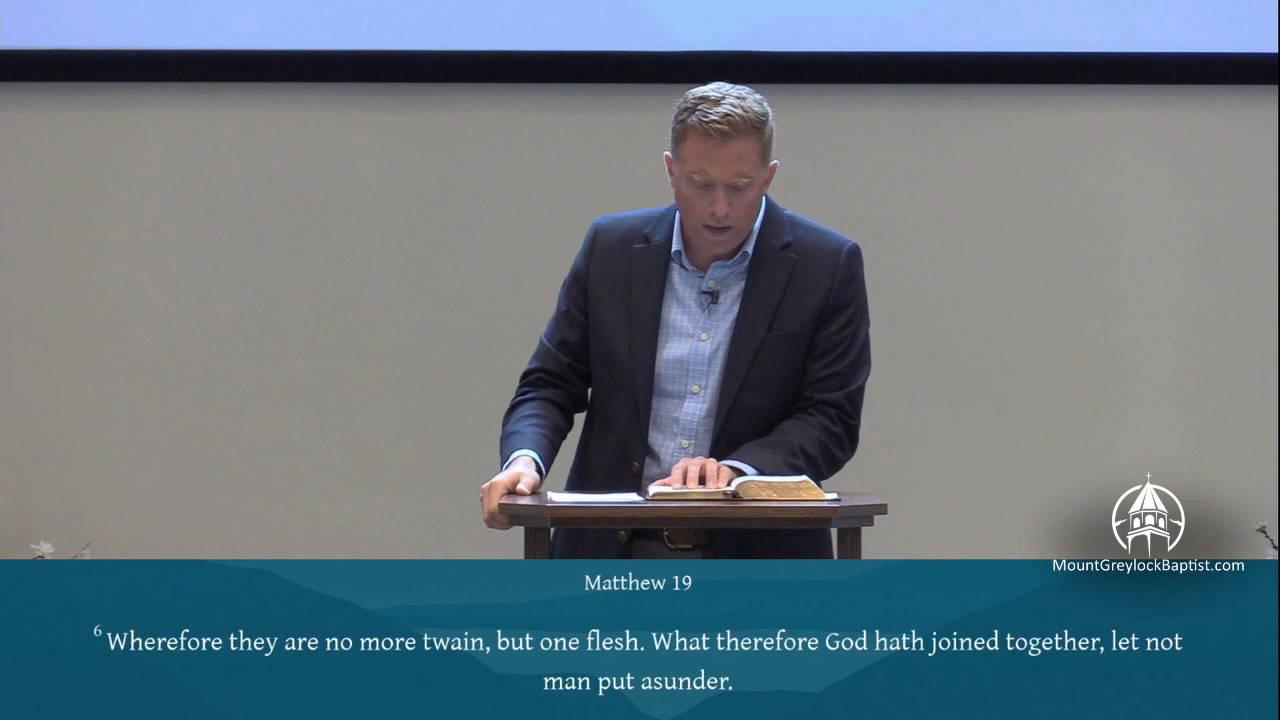 MountGreylockBaptist.com
Matthew 19
6 Wherefore they are no more twain, but one flesh. What therefore God hath joined together, let not
man put asunder.